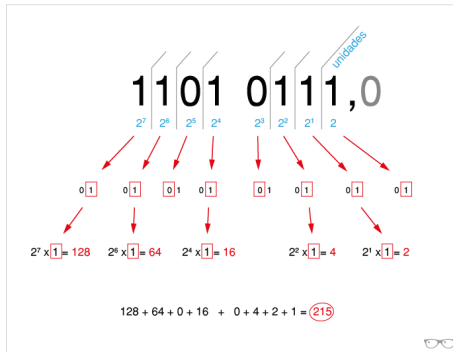 unidades
1101 0111,0
2⁷ 2⁶ 2⁵ 2⁴ 2³ 2² 2¹ 2
0 1 0 1 0 1 0 1 0 1 0 1 0 1 0 1
2⁷ x 1 = 128 2⁶ x 1 = 64 2⁴ x 1 = 16 2² x 1 = 4 2¹ x 1 = 2
128 + 64 + 0 + 16 + 0 + 4 + 2 + 1 = 215